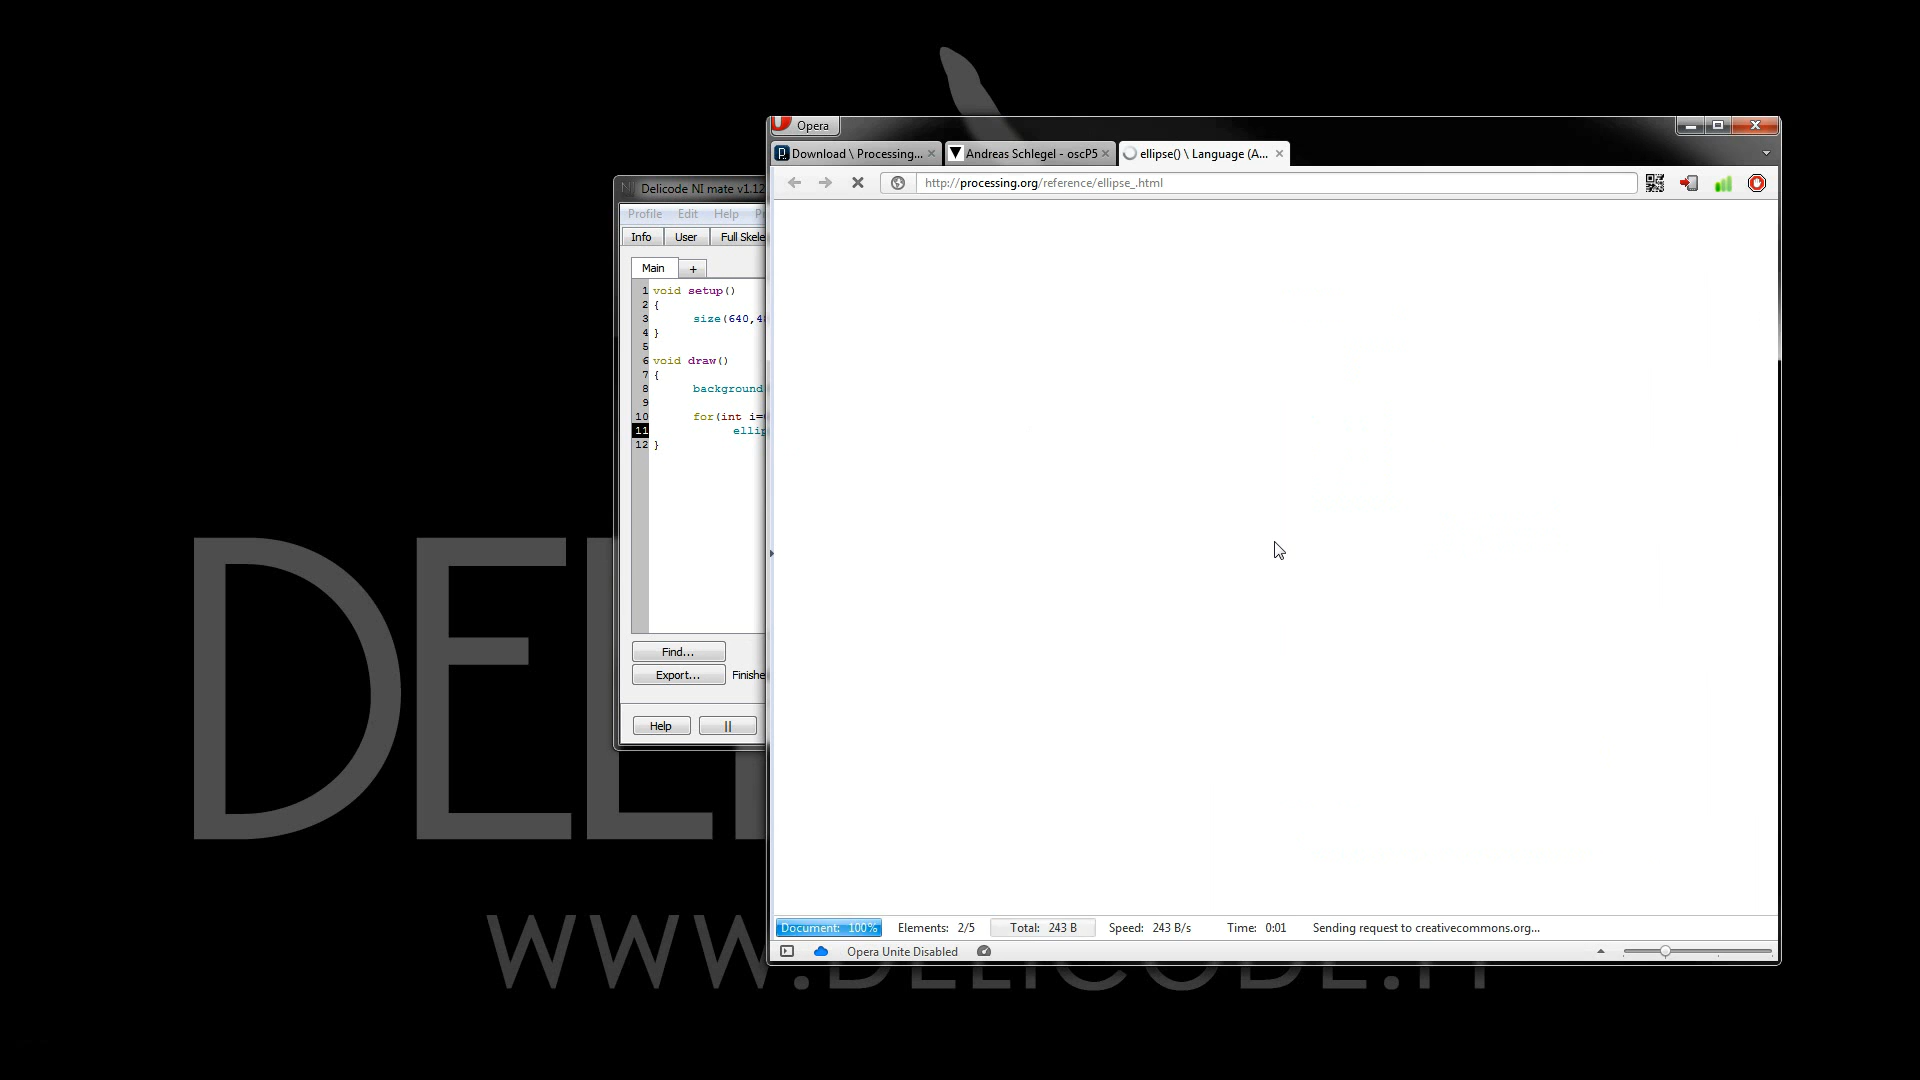 Opera
Download \ Processing...
Andreas Schlegel - oscP5
ellipse() \ Language (A...
http://processing.org/reference/ellipse_.html
Delicode NI mate v1.12
Profile Edit Help
Info User Full Skele
Main +
1 void setup()
2 {
3 size(640,4
4 }
5
6 void draw()
7 {
8 background
9
10 for(int i=
11 ellip
12 }
Find...
Export... Finishe
Help ||
Document: 100% Elements: 2/5 Total: 243 B Speed: 243 B/s Time: 0:01 Sending request to creativecommons.org...
Opera Unite Disabled
DELI
WWW.DELICODE.IT